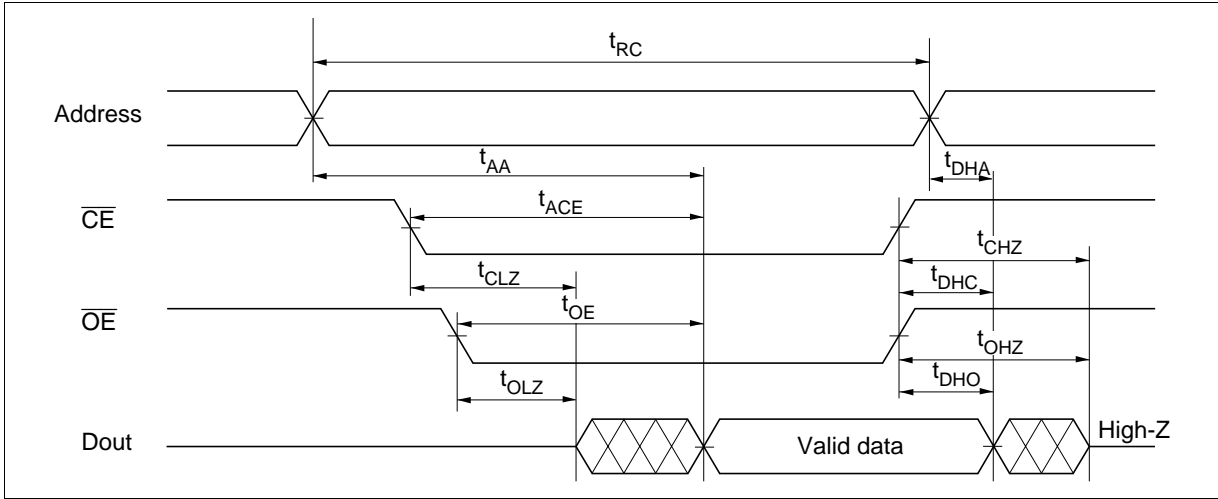 tRC
Address
tAA
tDHA
CE
tACE
tCHZ
tCLZ
tDHC
OE
tOE
tOHZ
tOLZ
tDHO
Dout
Valid data
High-Z